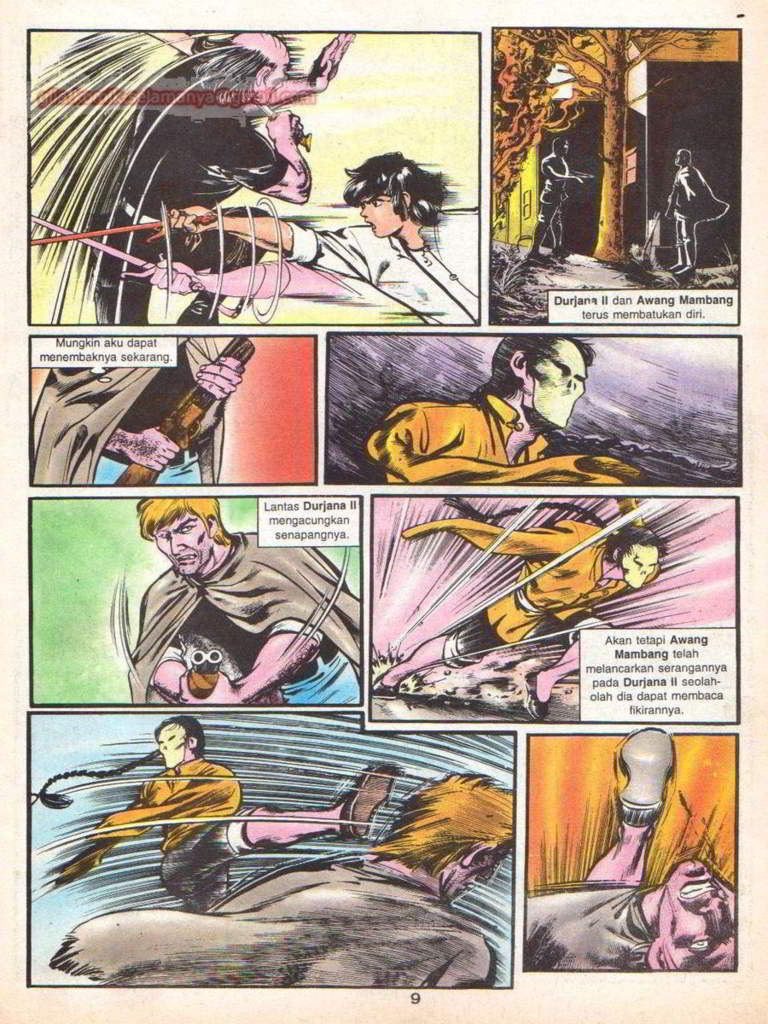 Durjana II dan Awang Mambang
terus membatukan diri.
Mungkin aku dapat
menembaknya sekarang.
Lantas Durjana II
mengacungkan
senapangnya.
Akan tetapi Awang
Mambang telah
melancarkan serangannya
pada Durjana II seolah-
olah dia dapat membaca
fikirannya.
9